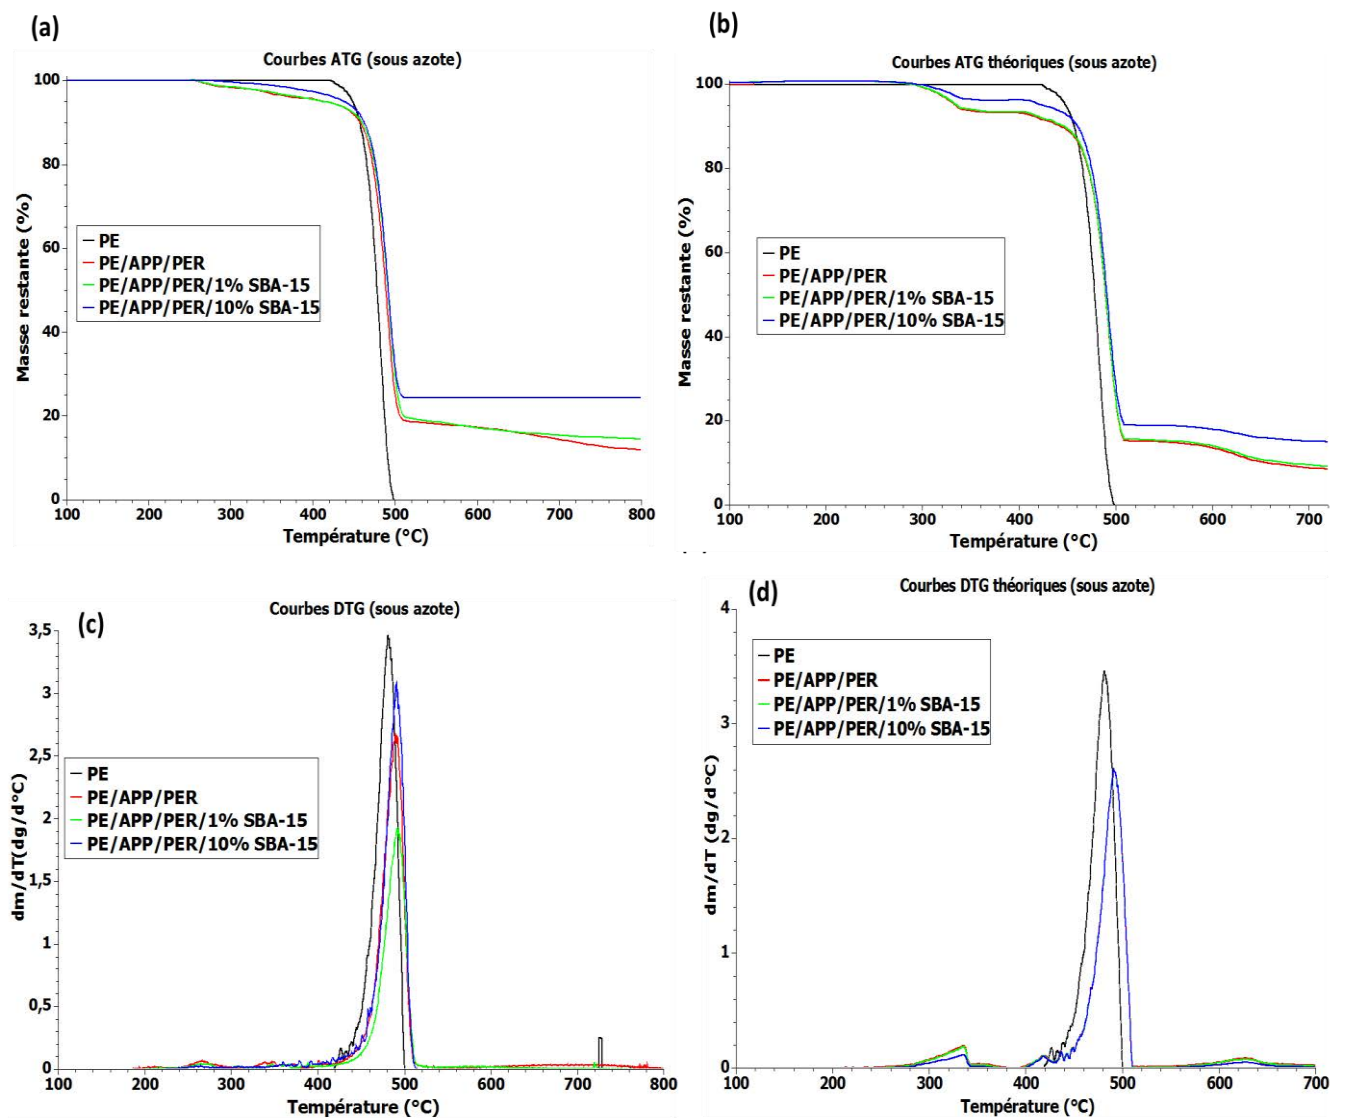 (a)
Courbes ATG (sous azote)
100
80
60
40
20
0
Masse restante (%)
PE
PE/APP/PER
PE/APP/PER/1% SBA-15
PE/APP/PER/10% SBA-15
100 200 300 400 500 600 700 800
Température (°C)
(b)
Courbes ATG théoriques (sous azote)
100
80
60
40
20
0
Masse restante (%)
PE
PE/APP/PER
PE/APP/PER/1% SBA-15
PE/APP/PER/10% SBA-15
100 200 300 400 500 600 700
Température (°C)
(c)
Courbes DTG (sous azote)
3,5
3
2,5
2
1,5
1
0,5
0
dm/dT(dg/d°C)
PE
PE/APP/PER
PE/APP/PER/1% SBA-15
PE/APP/PER/10% SBA-15
100 200 300 400 500 600 700 800
Température (°C)
(d)
Courbes DTG théoriques (sous azote)
4
3
2
1
0
dm/dT (dg/d°C)
PE
PE/APP/PER
PE/APP/PER/1% SBA-15
PE/APP/PER/10% SBA-15
100 200 300 400 500 600 700
Température (°C)